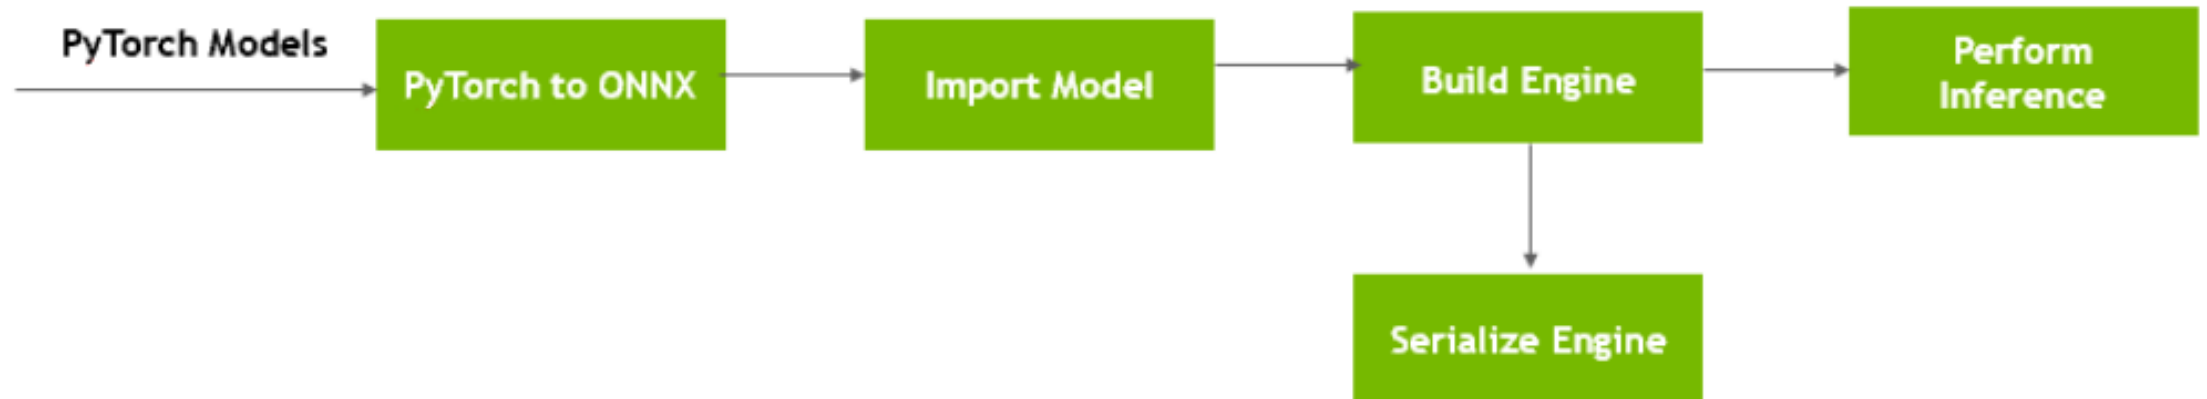 PyTorch Models
PyTorch to ONNX
Import Model
Build Engine
Perform
Inference
Serialize Engine